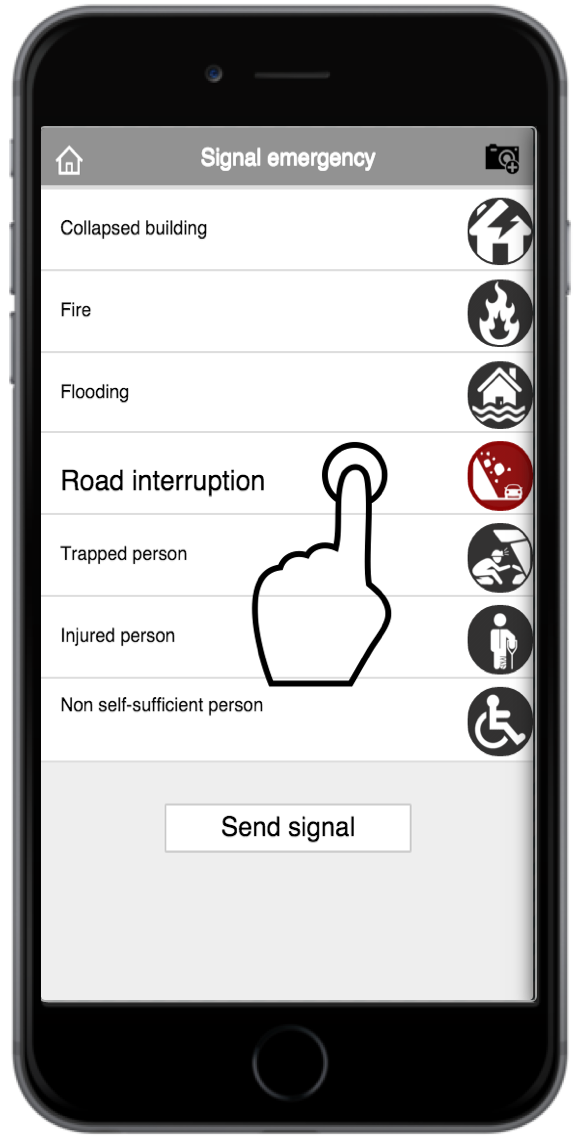 Signal emergency
Collapsed building
Fire
Flooding
Road interruption
Trapped person
Injured person
Non self-sufficient person
Send signal